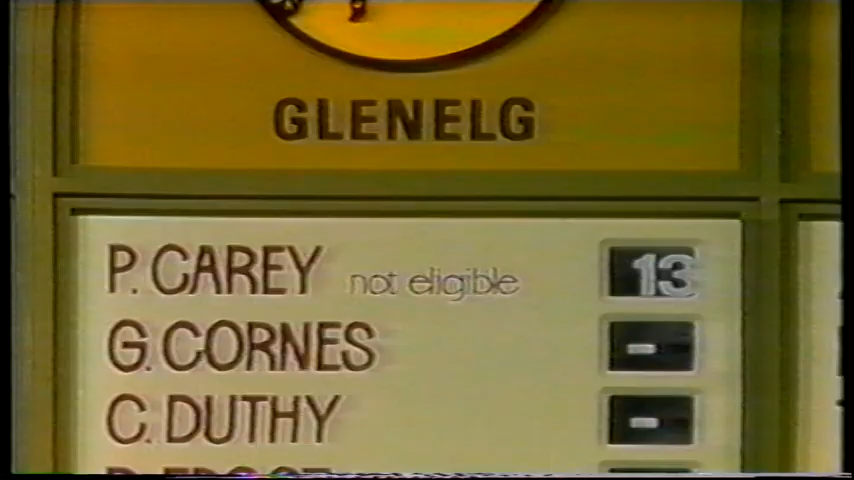 GLENELG
P. CAREY not eligible 13
G. CORNES -
C. DUTHY -